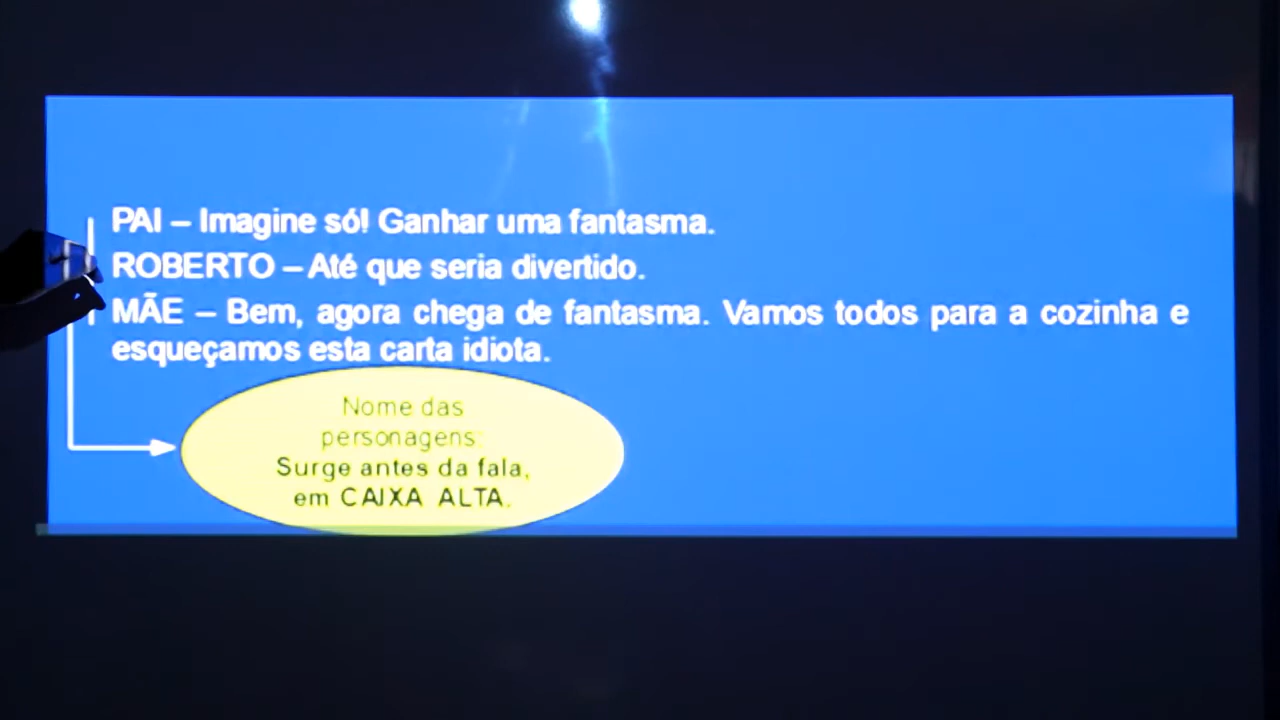 PAI – Imagine só! Ganhar uma fantasma.
ROBERTO – Até que seria divertido.
MÃE – Bem, agora chega de fantasma. Vamos todos para a cozinha e
esqueçamos esta carta idiota.
Nome das
personagens:
Surge antes da fala,
em CAIXA ALTA.